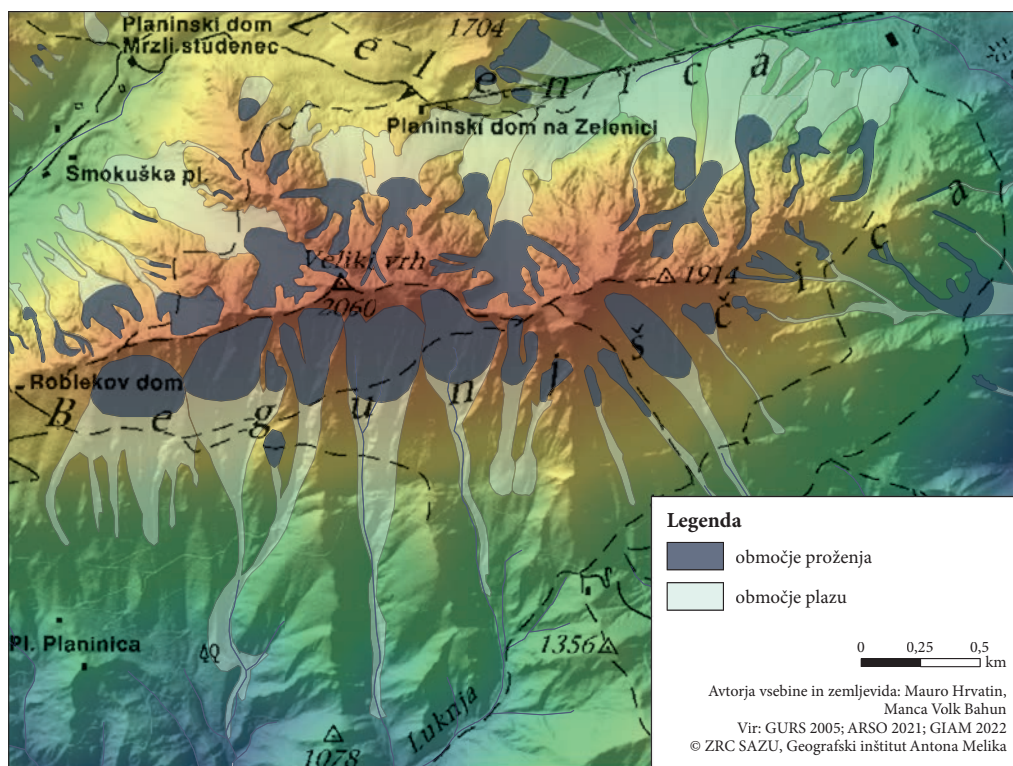 Planinski dom
Mrzli studenec
1704
Zelenica
Planinski dom na Zelenici
Smokuška pl.
Veliki vrh
2060
1914
Roblekov dom
Begunjščica
Pl. Planinica
1356
Luknja
1078
Legenda
območje proženja
območje plazu
0 0,25 0,5
km
Avtorja vsebine in zemljevida: Mauro Hrvatin,
Manca Volk Bahun
Vir: GURS 2005; ARSO 2021; GIAM 2022
© ZRC SAZU, Geografski inštitut Antona Melika